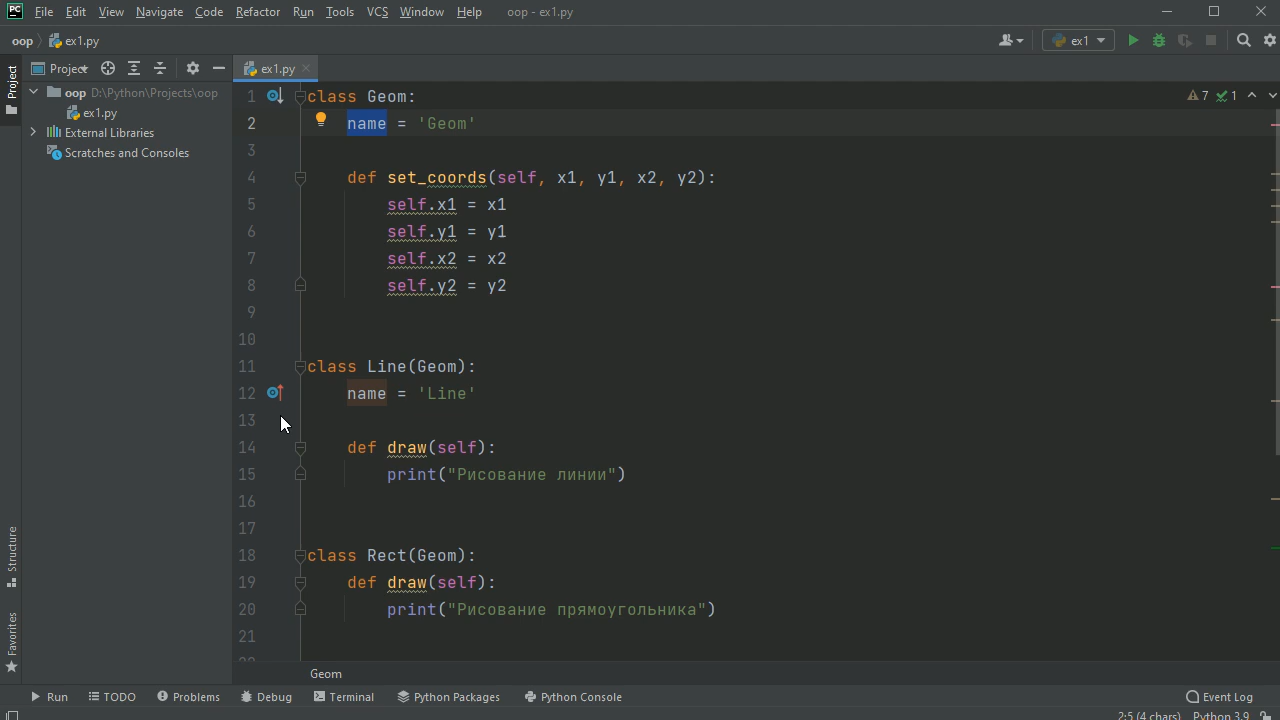 PC File Edit View Navigate Code Refactor Run Tools VCS Window Help oop - ex1.py
oop ex1.py ex1
Project
Project
ex1.py
oop D:\Python\Projects\oop
ex1.py
External Libraries
Scratches and Consoles
7 1
1 class Geom:
2 name = 'Geom'
3
4 def set_coords(self, x1, y1, x2, y2):
5 self.x1 = x1
6 self.y1 = y1
7 self.x2 = x2
8 self.y2 = y2
9
10
11 class Line(Geom):
12 name = 'Line'
13
14 def draw(self):
15 print("Рисование линии")
16
17
18 class Rect(Geom):
19 def draw(self):
20 print("Рисование прямоугольника")
21
Structure
Favorites
Geom
Run TODO Problems Debug Terminal Python Packages Python Console Event Log
2:5 (4 chars) Python 3.9